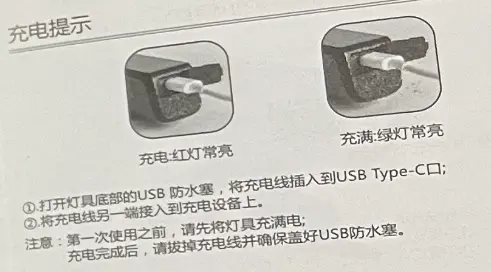 充电提示
充电:红灯常亮
充满:绿灯常亮
①.打开灯具底部的USB 防水塞，将充电线插入到USB Type-C口;
②.将充电线另一端接入到充电设备上。
注意：第一次使用之前，请先将灯具充满电;
充电完成后，请拔掉充电线并确保盖好USB防水塞。